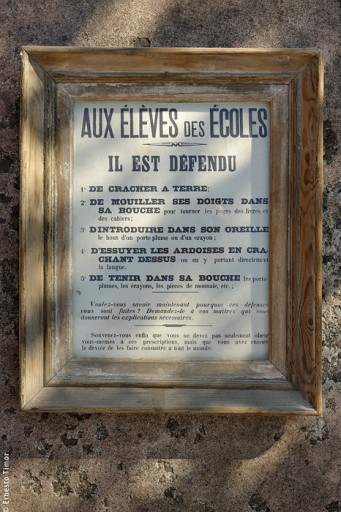 AUX ÉLÈVES DES ÉCOLES
IL EST DÉFENDU
1° DE CRACHER A TERRE;
2° DE MOUILLER SES DOIGTS DANS
SA BOUCHE pour tourner les pages des livres et
des cahiers;
3° D'INTRODUIRE DANS SON OREILLE
le bout d'un porte plume ou d'un crayon;
4° D'ESSUYER LES ARDOISES EN CRA
CHANT DESSUS ou en y portant directement
la langue.
5° DE TENIR DANS SA BOUCHE les porte
plumes, les crayons, les pièces de monnaie, etc.;
Voulez-vous savoir maintenant pourquoi ces défenses
vous sont faites? Demandez-le à vos maîtres qui vous
donneront les explications nécessaires.
Souvenez-vous enfin que vous ne devez pas seulement obéir
vous-mêmes à ces prescriptions, mais que vous avez encore
le devoir de les faire connaître à tout le monde.
© Ernesto Timor